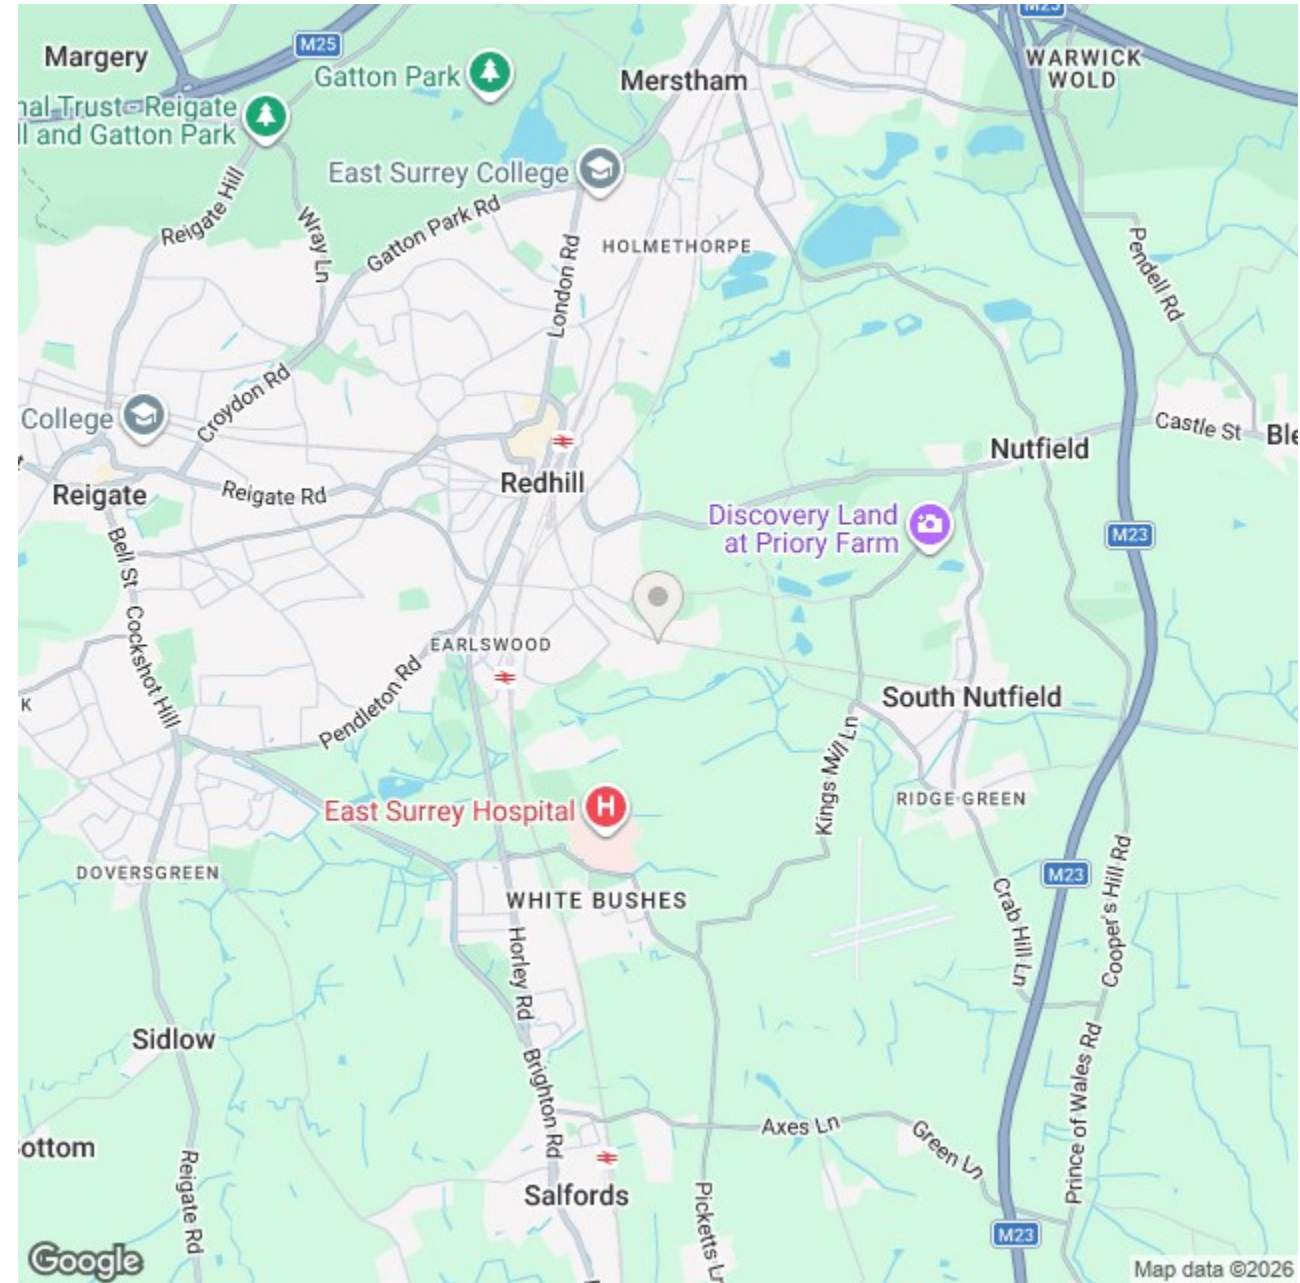 M25
M23
Margery
M25
Gatton Park
Merstham
WARWICK
WOLD
nal Trust - Reigate
ll and Gatton Park
East Surrey College
Reigate Hill
Wray Ln
Gatton Park Rd
London Rd
HOLMETHORPE
Pendell Rd
College
Croydon Rd
Castle St
Ble
Nutfield
Redhill
Reigate
Reigate Rd
Discovery Land
at Priory Farm
M23
Bell St
Cockshot Hill
EARLSWOOD
Pendleton Rd
K
South Nutfield
Kings Mill Ln
RIDGE GREEN
East Surrey Hospital
H
DOVERSGREEN
WHITE BUSHES
M23
Cooper's Hill Rd
Crab Hill Ln
Horley Rd
Sidlow
Brighton Rd
Prince of Wales Rd
Axes Ln
Green Ln
ottom
Reigate Rd
Salfords
Picketts Ln
M23
Google
Map data ©2026